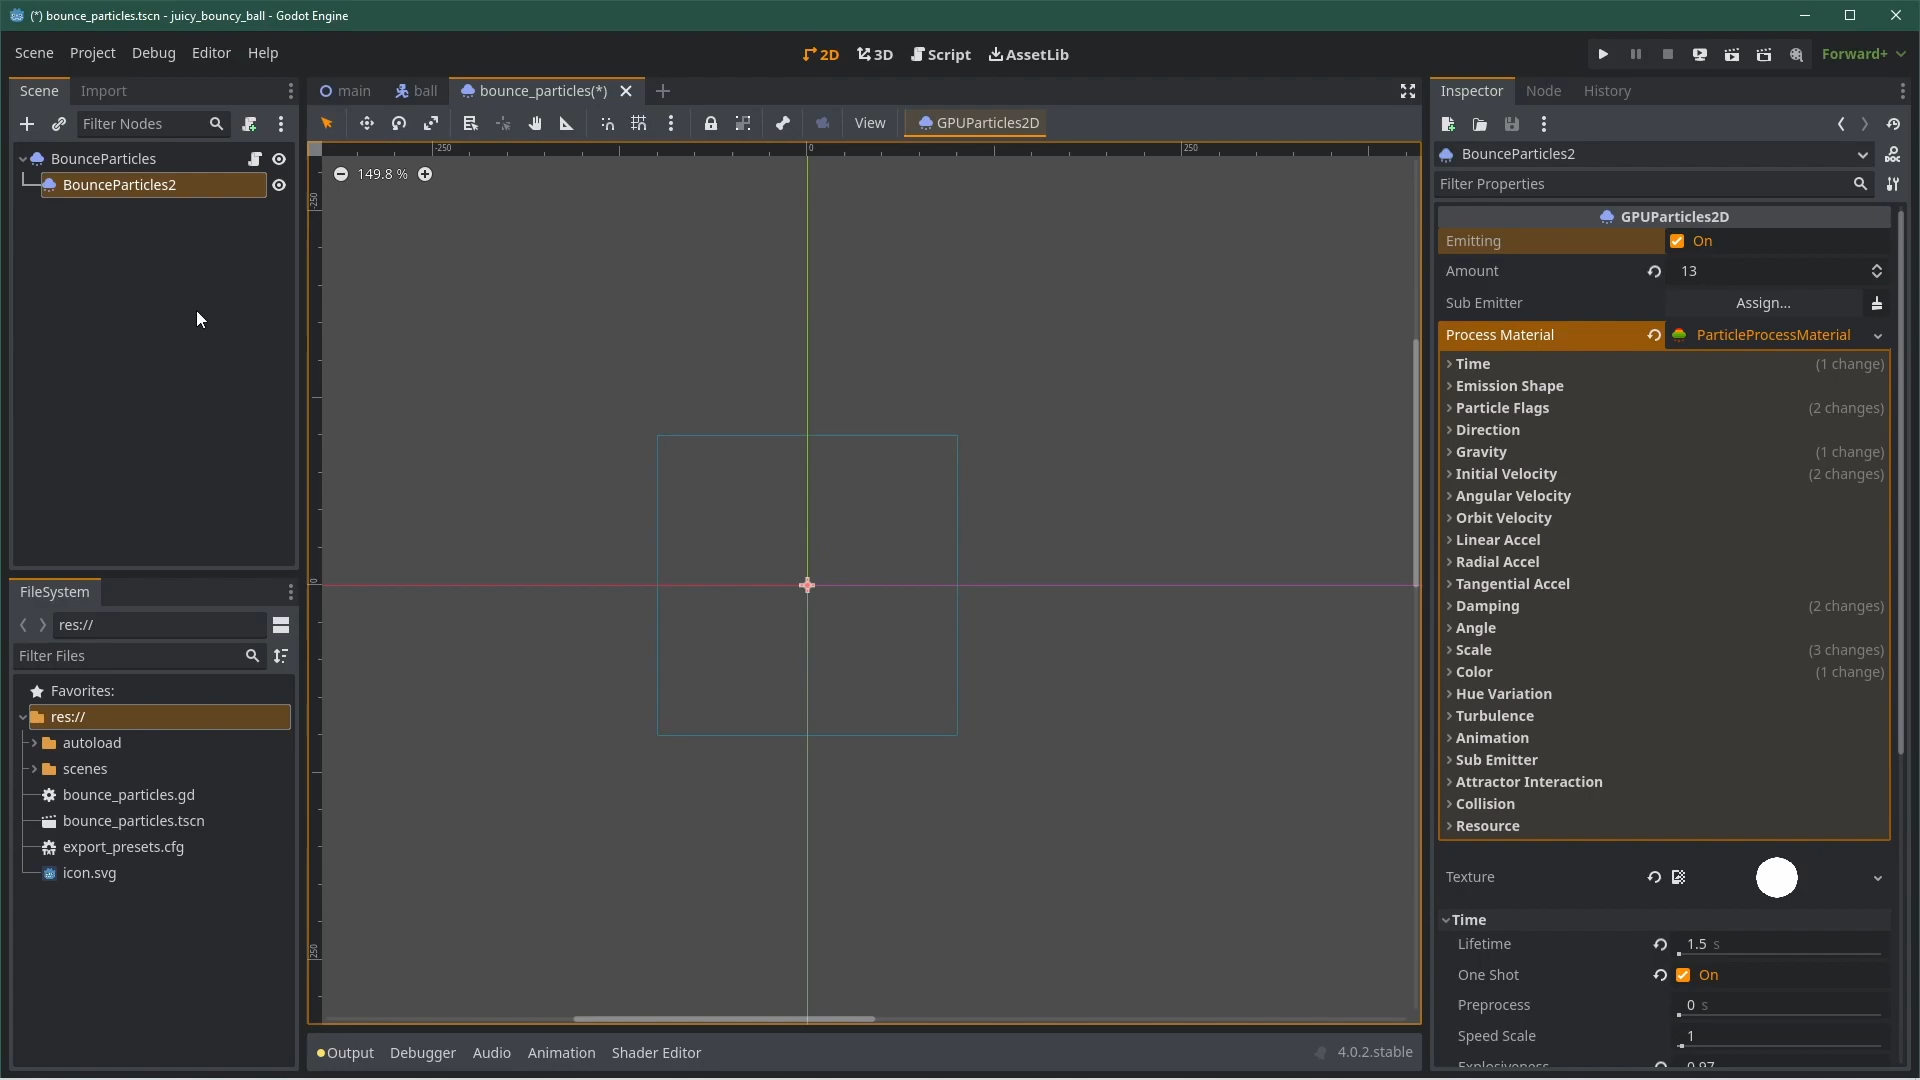 (*) bounce_particles.tscn - juicy_bouncy_ball - Godot Engine
Scene Project Debug Editor Help
2D 3D Script AssetLib
Forward+
Scene Import
Filter Nodes
BounceParticles
BounceParticles2
FileSystem
res://
Filter Files
Favorites:
res://
autoload
scenes
bounce_particles.gd
bounce_particles.tscn
export_presets.cfg
icon.svg
main ball bounce_particles(*)
View GPUParticles2D
-250 0 250
149.8 %
-250
0
250
Output Debugger Audio Animation Shader Editor 4.0.2.stable
Inspector Node History
BounceParticles2
Filter Properties
GPUParticles2D
Emitting On
Amount 13
Sub Emitter Assign...
Process Material ParticleProcessMaterial
Time (1 change)
Emission Shape
Particle Flags (2 changes)
Direction
Gravity (1 change)
Initial Velocity (2 changes)
Angular Velocity
Orbit Velocity
Linear Accel
Radial Accel
Tangential Accel
Damping (2 changes)
Angle
Scale (3 changes)
Color (1 change)
Hue Variation
Turbulence
Animation
Sub Emitter
Attractor Interaction
Collision
Resource
Texture
Time
Lifetime 1.5 s
One Shot On
Preprocess 0 s
Speed Scale 1
Explosiveness 0.97